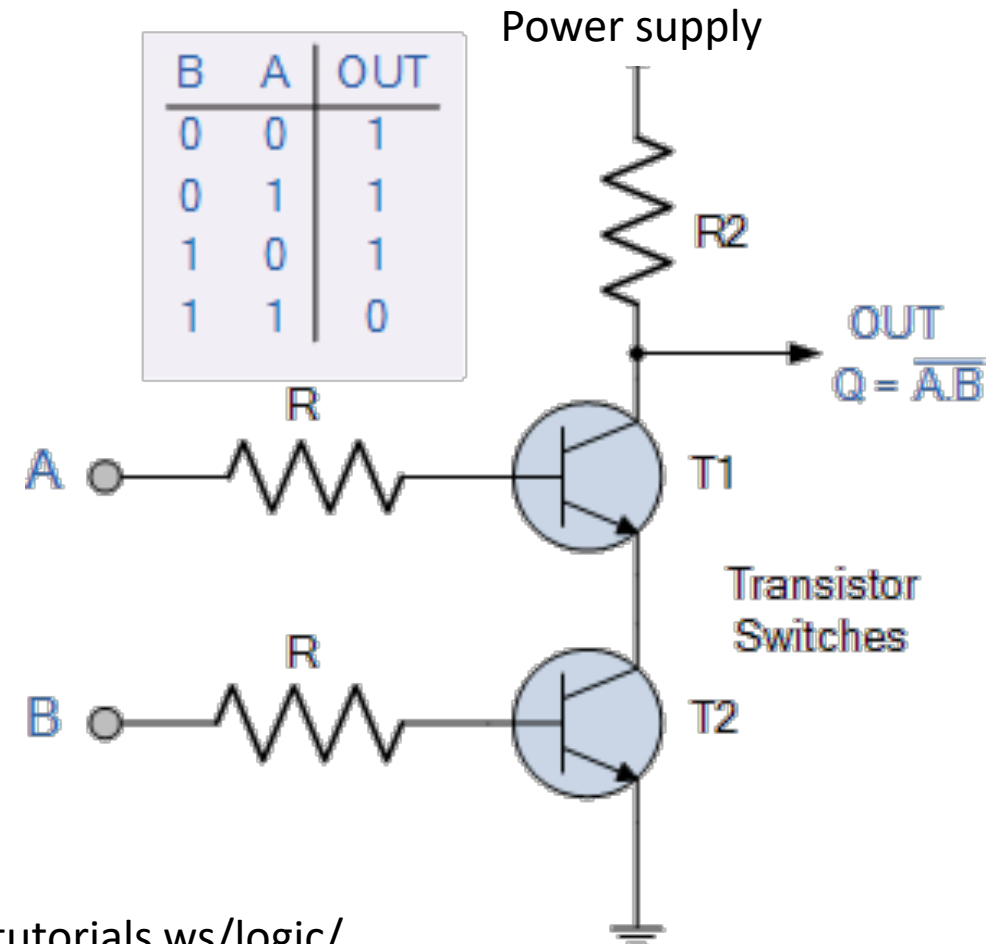 Power supply
B A OUT
0 0 1
0 1 1
1 0 1
1 1 0
R2
OUT
Q = A.B
R
A
T1
Transistor
Switches
R
B
T2
tutorials.ws/logic/